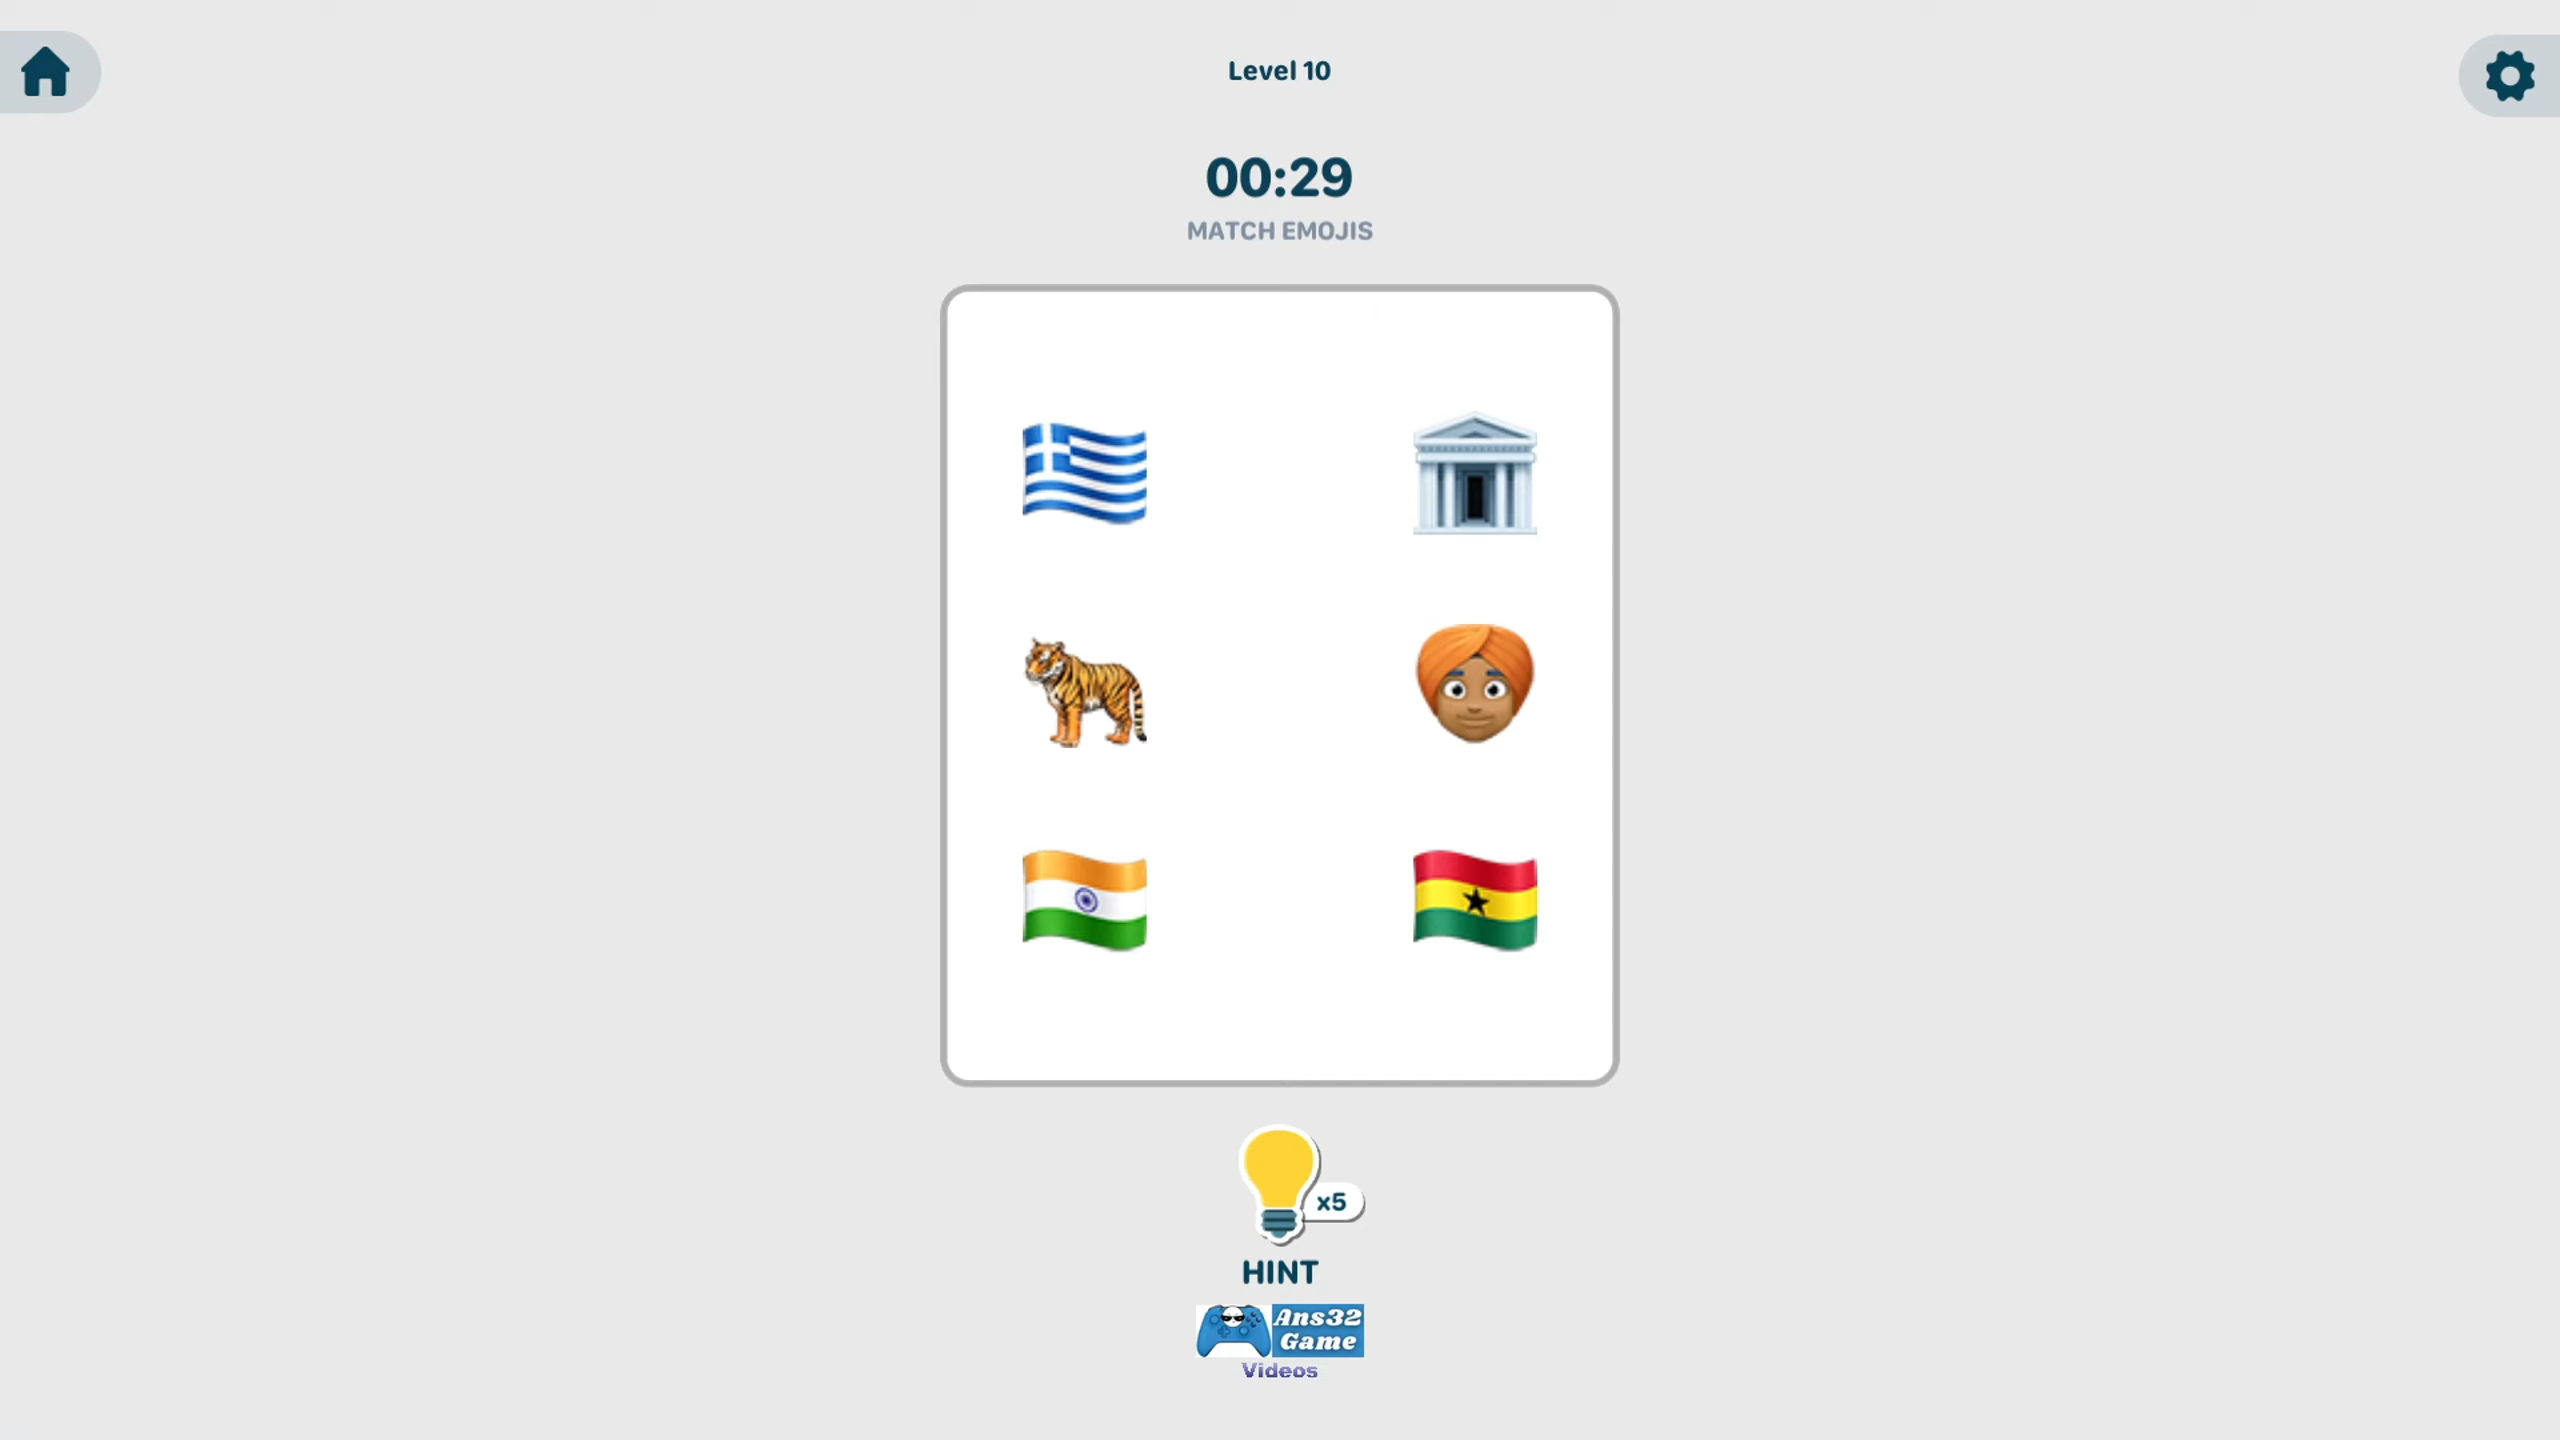 Level 10
00:29
MATCH EMOJIS
x5
HINT
Ans32
Game
Videos